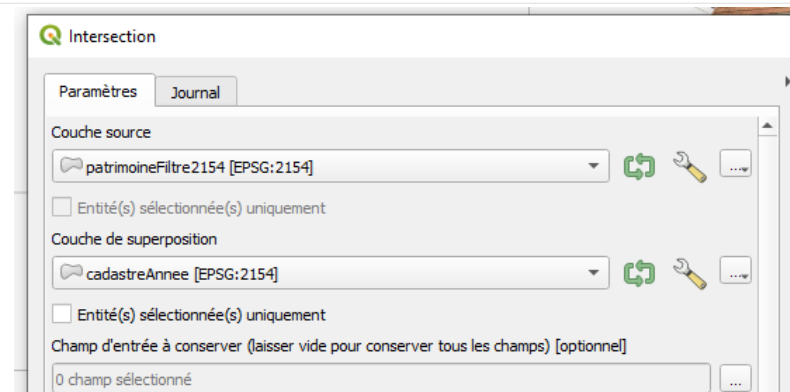 Intersection
Paramètres Journal
Couche source
patrimoineFiltre2154 [EPSG:2154]
...
Entité(s) sélectionnée(s) uniquement
Couche de superposition
cadastreAnnee [EPSG:2154]
...
Entité(s) sélectionnée(s) uniquement
Champ d'entrée à conserver (laisser vide pour conserver tous les champs) [optionnel]
0 champ sélectionné
...